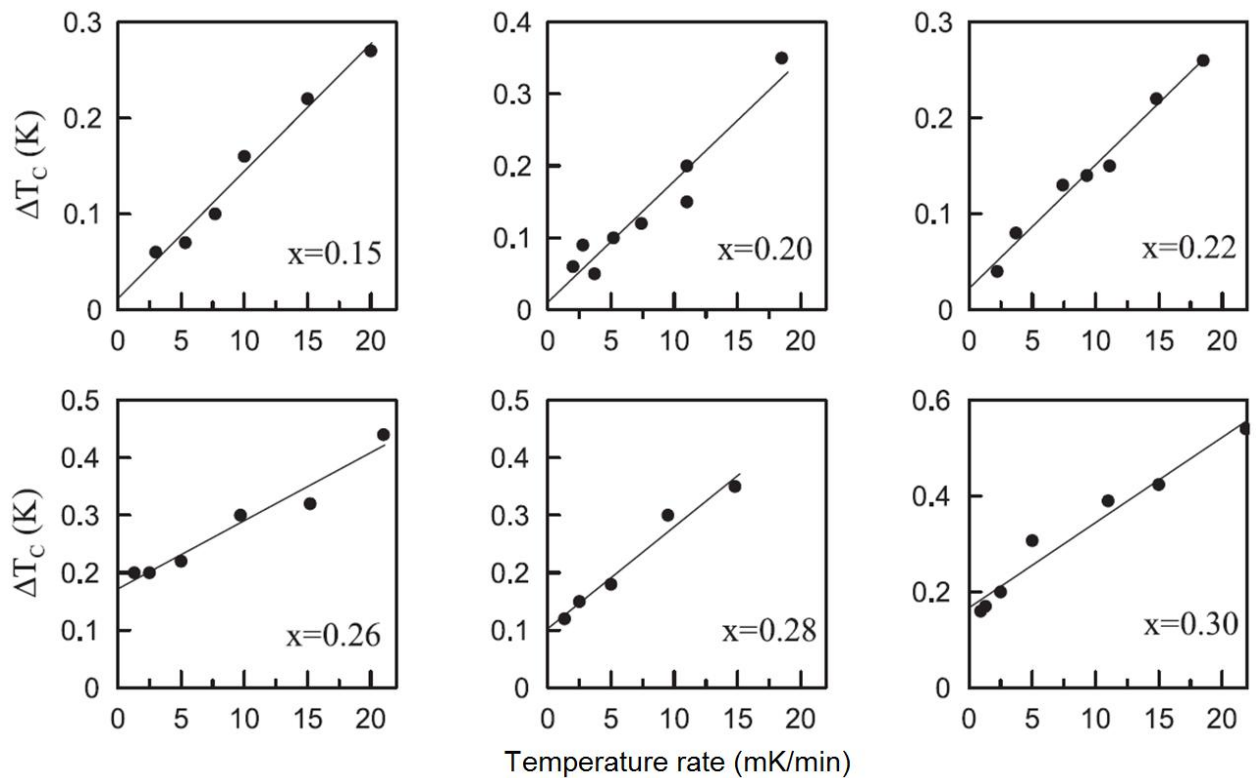 0.3 0.4 0.3
0.3
0.2 0.2
0.2
0.1 0.1
0.1
ΔT_C (K)
x=0.15 x=0.20 x=0.22
0 0 0
0 5 10 15 20 0 5 10 15 20 0 5 10 15 20
0.5 0.5 0.6
0.4 0.4
0.4
0.3 0.3
0.2 0.2 0.2
0.1 0.1
ΔT_C (K)
x=0.26 x=0.28 x=0.30
0 0 0
0 5 10 15 20 0 5 10 15 20 0 5 10 15 20
Temperature rate (mK/min)